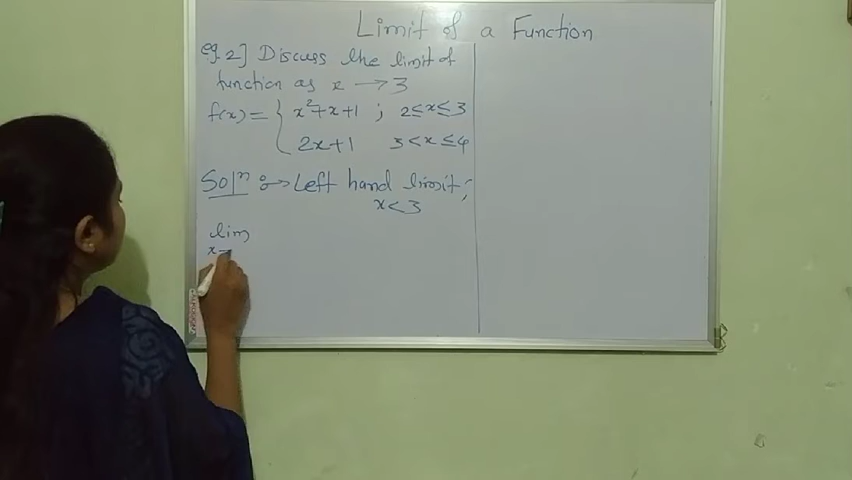 Limit of a Function
eg.2] Discuss the limit of
function as x → 3
f(x) = { x²+x+1 ; 2≤x≤3
2x+1 3<x≤4
Solⁿ :→ Left hand limit ;
x<3
lim
x→